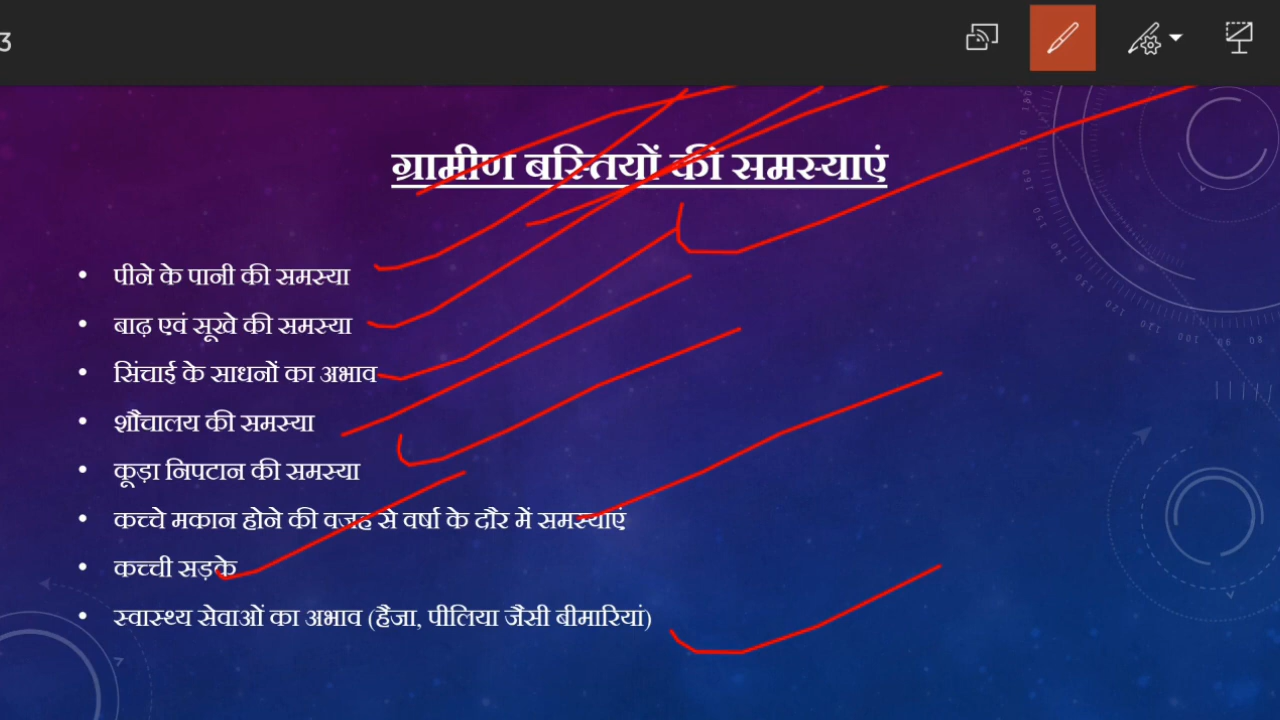 3
ग्रामीण बस्तियों की समस्याएं
• पीने के पानी की समस्या
• बाढ़ एवं सूखे की समस्या
• सिंचाई के साधनों का अभाव
• शौचालय की समस्या
• कूड़ा निपटान की समस्या
• कच्चे मकान होने की वजह से वर्षा के दौर में समस्याएं
• कच्ची सड़के
• स्वास्थ्य सेवाओं का अभाव (हैजा, पीलिया जैसी बीमारियां)